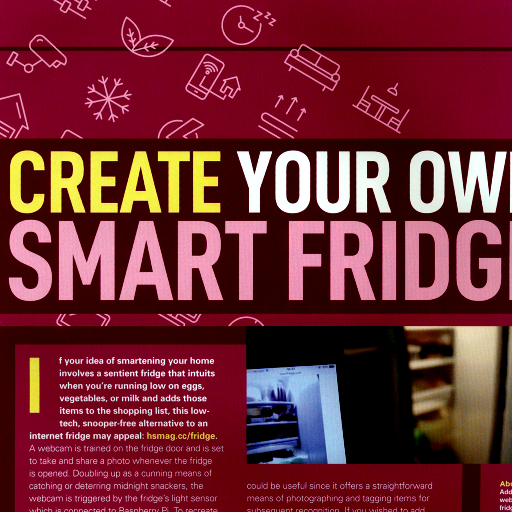 CREATE YOUR OW
SMART FRIDG
If your idea of smartening your home
involves a sentient fridge that intuits
when you're running low on eggs,
vegetables, or milk and adds those
items to the shopping list, this low-
tech, snooper-free alternative to an
internet fridge may appeal: hsmag.cc/fridge.
A webcam is trained on the fridge door and is set
to take and share a photo whenever the fridge
is opened. Doubling up as a cunning means of
catching or deterring midnight snackers, the
webcam is triggered by the fridge's light sensor
which is connected to Raspberry Pi. To recreate
could be useful since it offers a straightforward
means of photographing and tagging items for
subsequent recognition. If you wished to add
Abo
Add
web
frid